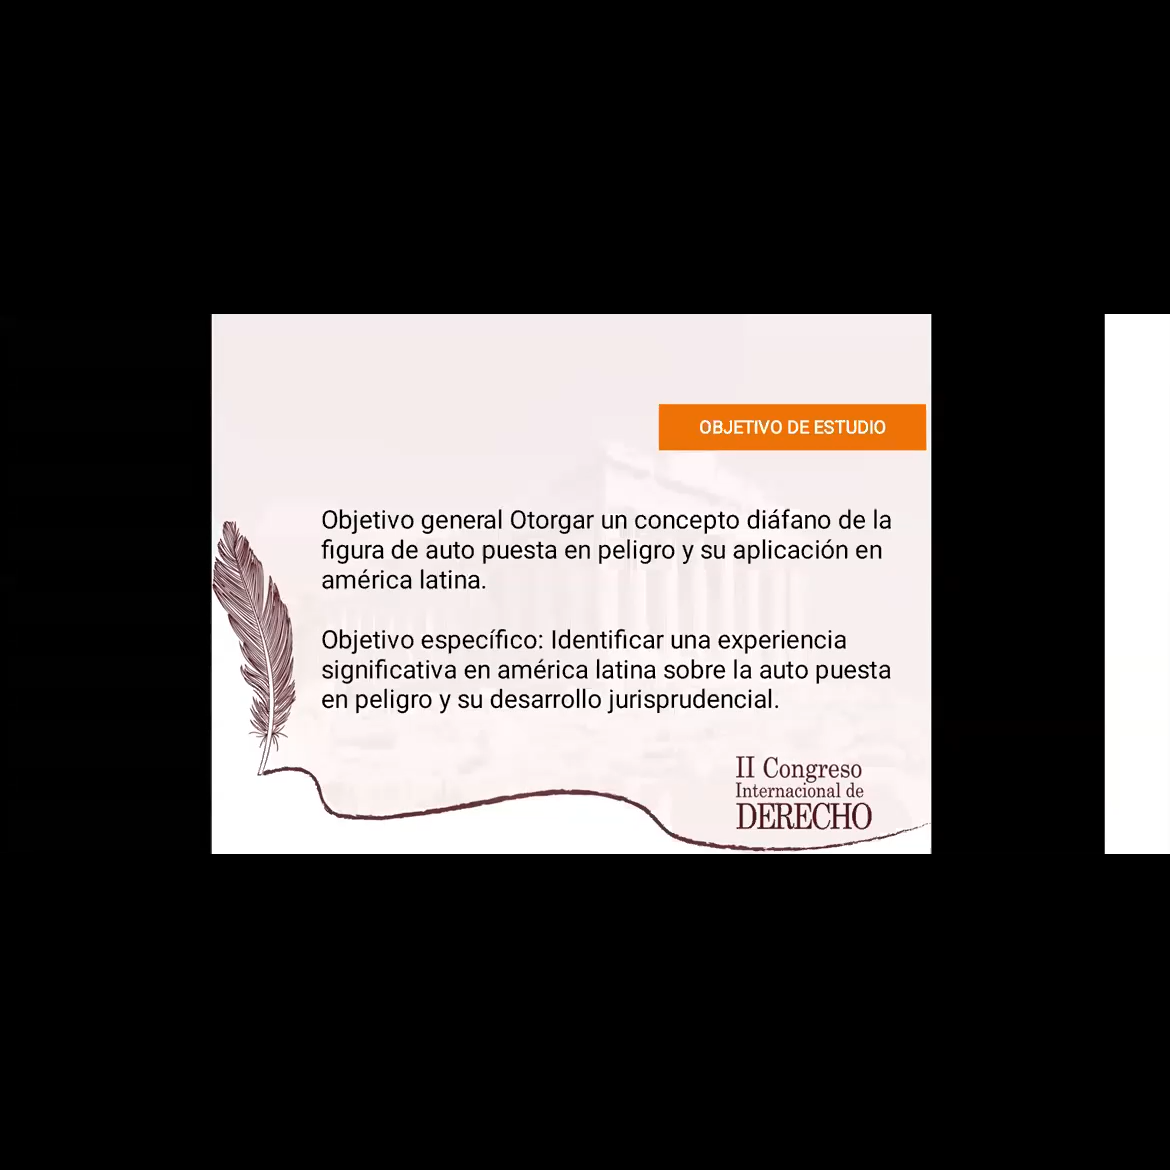 OBJETIVO DE ESTUDIO
Objetivo general Otorgar un concepto diáfano de la
figura de auto puesta en peligro y su aplicación en
américa latina.
Objetivo específico: Identificar una experiencia
significativa en américa latina sobre la auto puesta
en peligro y su desarrollo jurisprudencial.
II Congreso
Internacional de
DERECHO